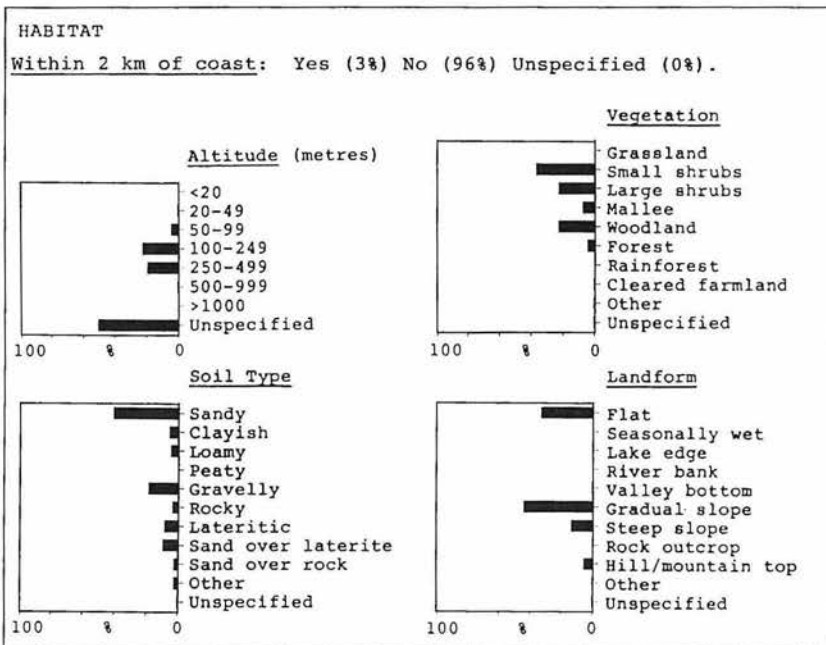 HABITAT
Within 2 km of coast: Yes (3%) No (96%) Unspecified (0%).
Altitude (metres)
<20
20-49
50-99
100-249
250-499
500-999
>1000
Unspecified
100 % 0
Vegetation
Grassland
Small shrubs
Large shrubs
Mallee
Woodland
Forest
Rainforest
Cleared farmland
Other
Unspecified
100 % 0
Soil Type
Sandy
Clayish
Loamy
Peaty
Gravelly
Rocky
Lateritic
Sand over laterite
Sand over rock
Other
Unspecified
100 % 0
Landform
Flat
Seasonally wet
Lake edge
River bank
Valley bottom
Gradual slope
Steep slope
Rock outcrop
Hill/mountain top
Other
Unspecified
100 % 0